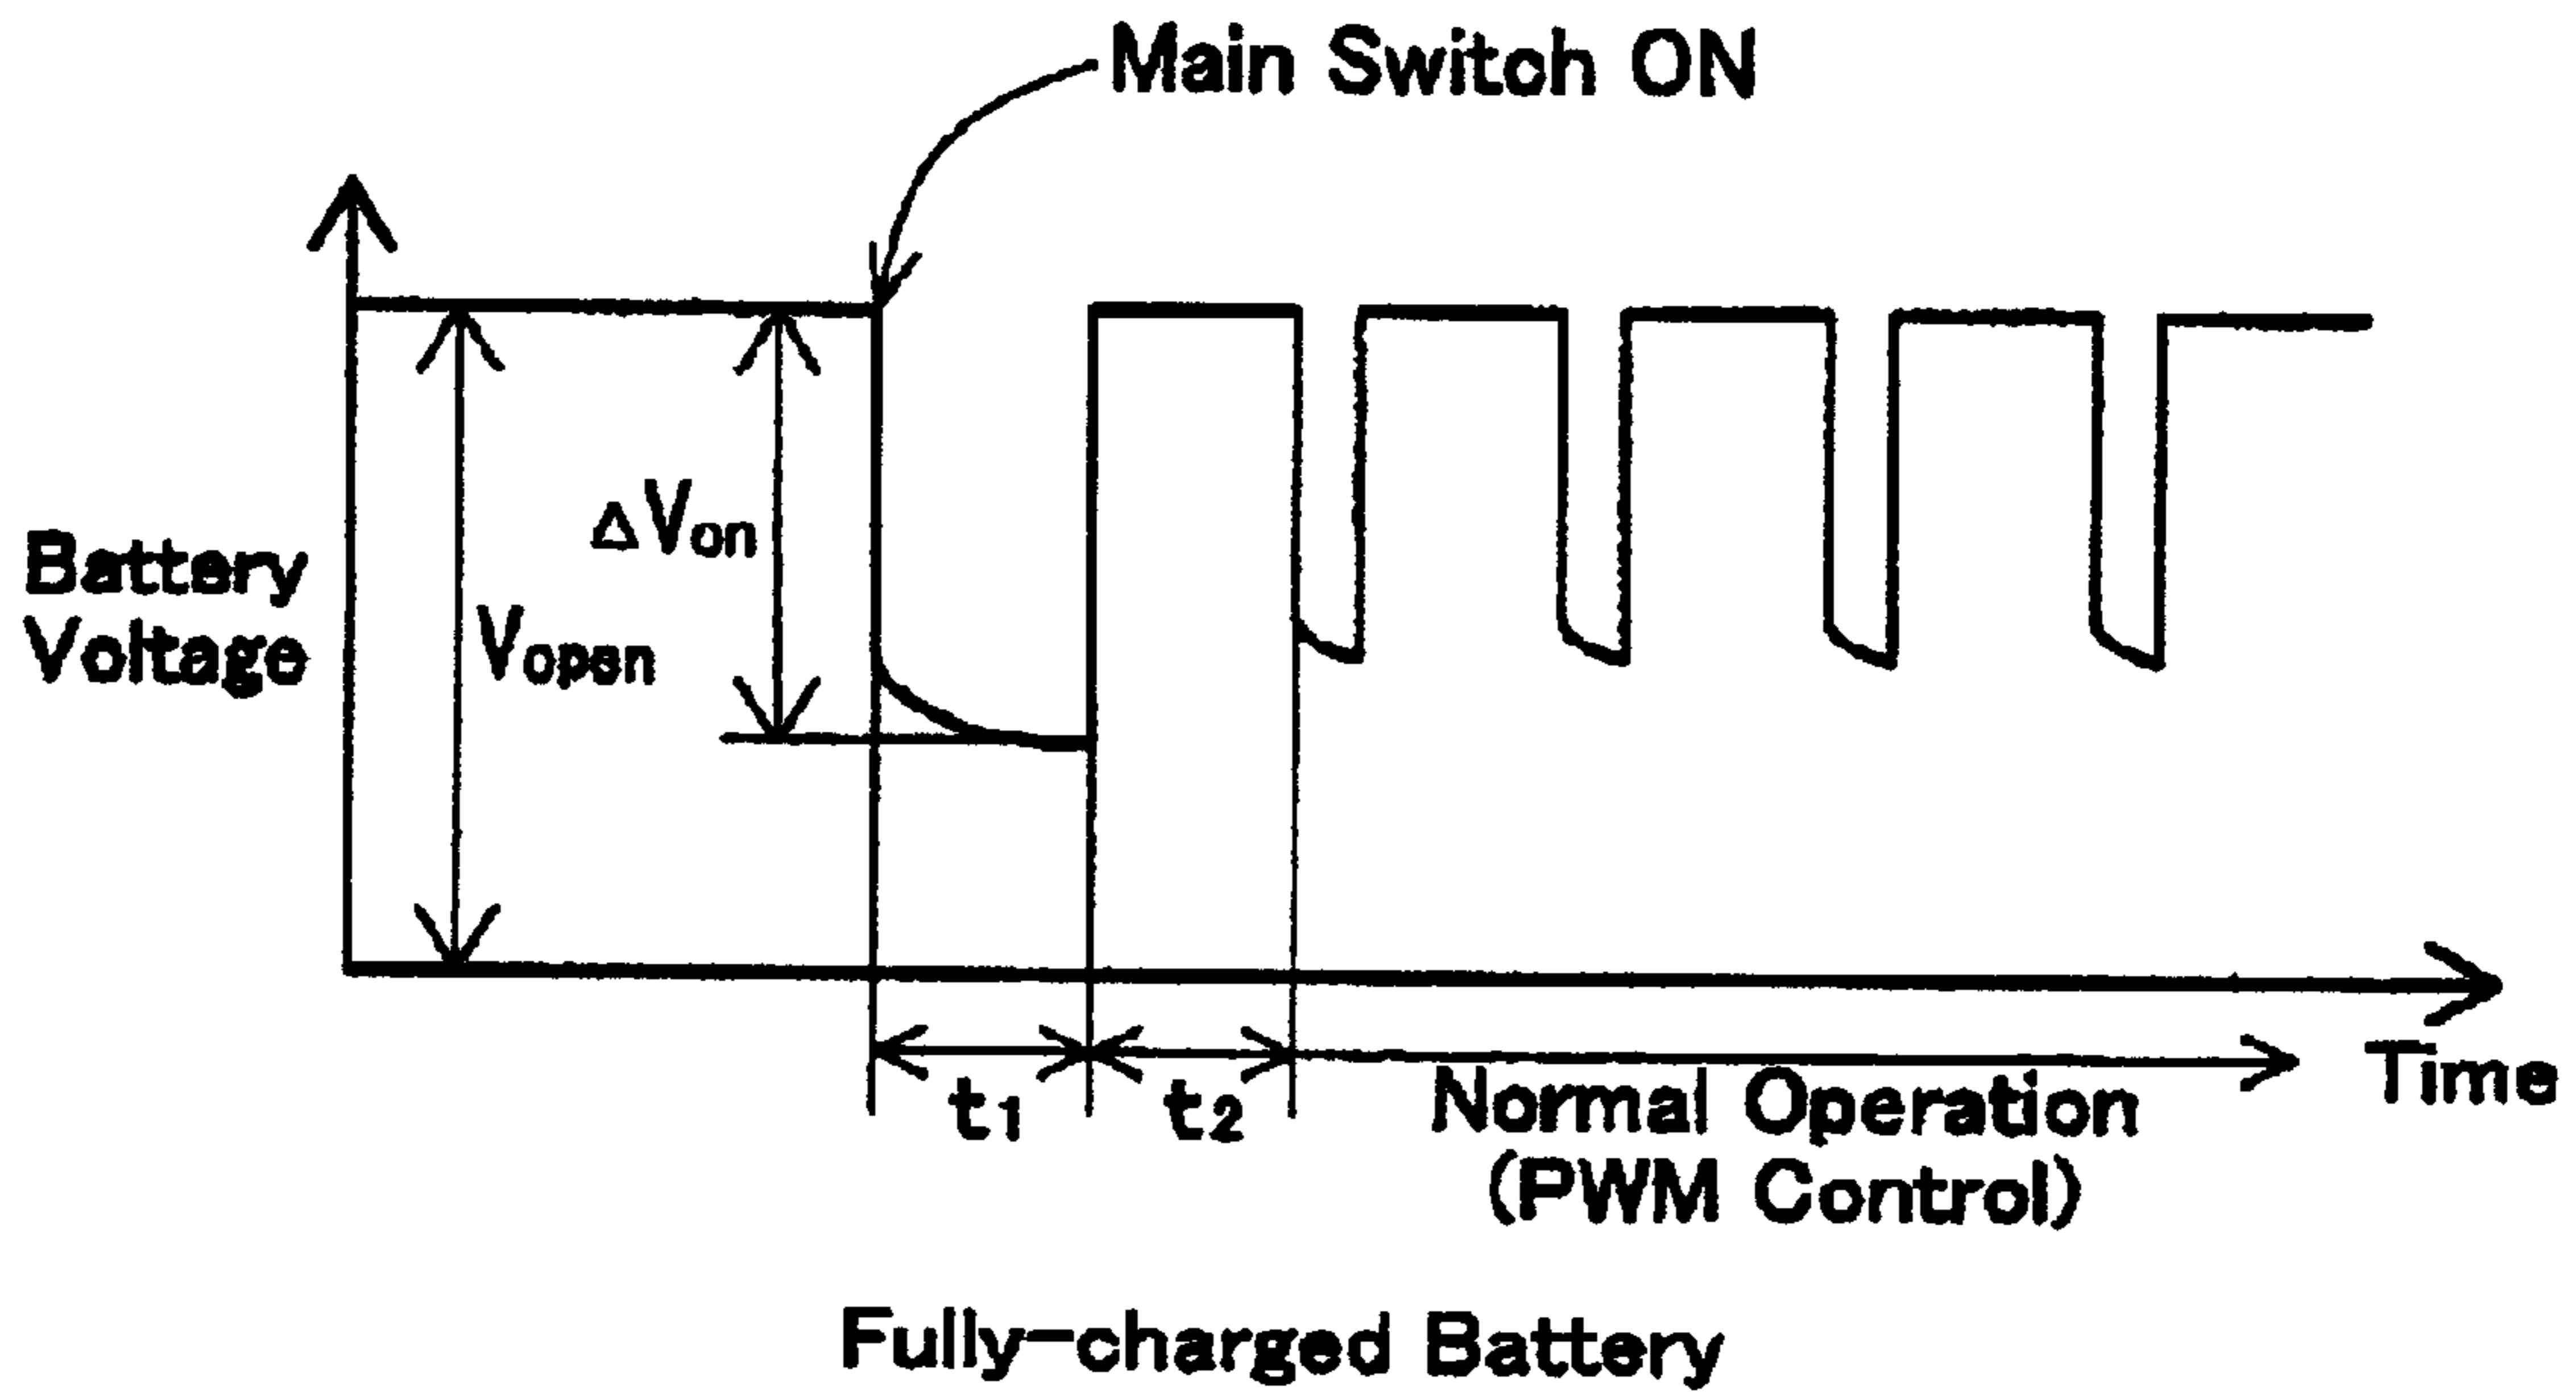 Main Switch ON
Battery
Voltage
ΔVon
Vopen
t1
t2
Normal Operation
(PWM Control)
Time
Fully-charged Battery